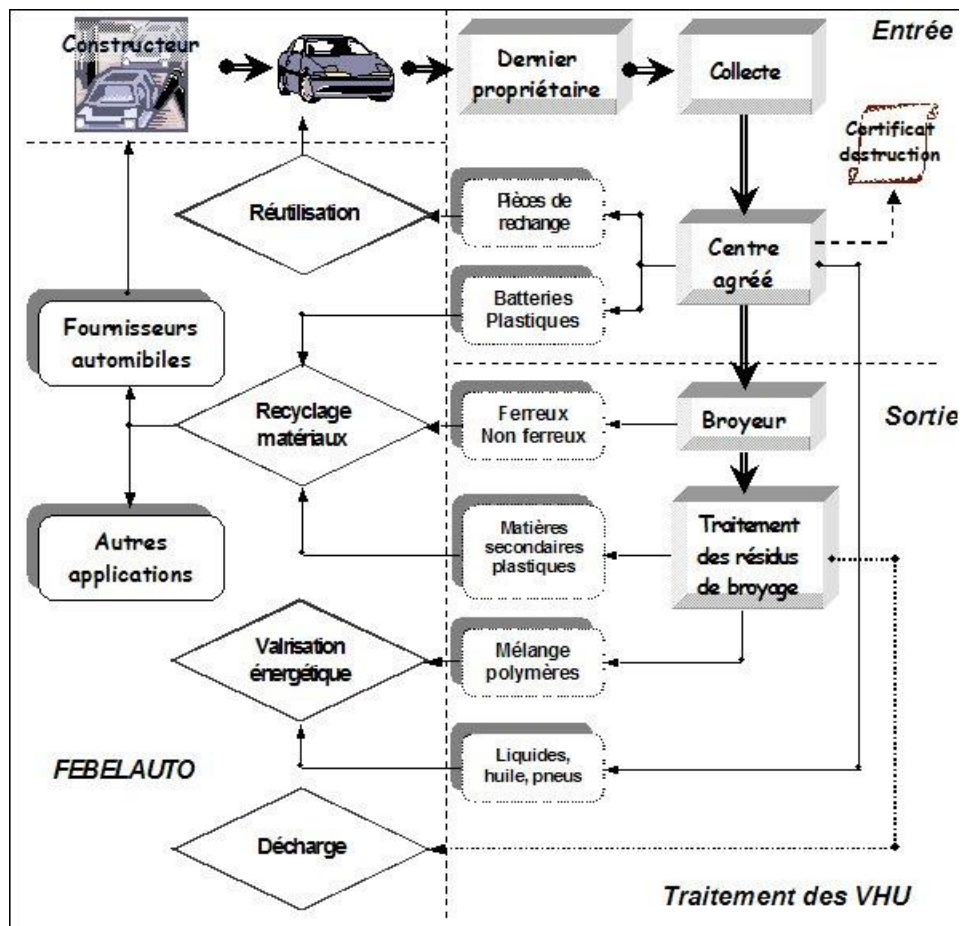 Constructeur
Dernier
propriétaire
Collecte
Entrée
Certificat
destruction
Réutilisation
Pièces de
rechange
Centre
agréé
Batteries
Plastiques
Fournisseurs
automibiles
Recyclage
matériaux
Ferreux
Non ferreux
Broyeur
Sortie
Autres
applications
Matières
secondaires
plastiques
Traitement
des résidus
de broyage
Valrisation
énergétique
Mélange
polymères
FEBELAUTO
Liquides,
huile, pneus
Décharge
Traitement des VHU